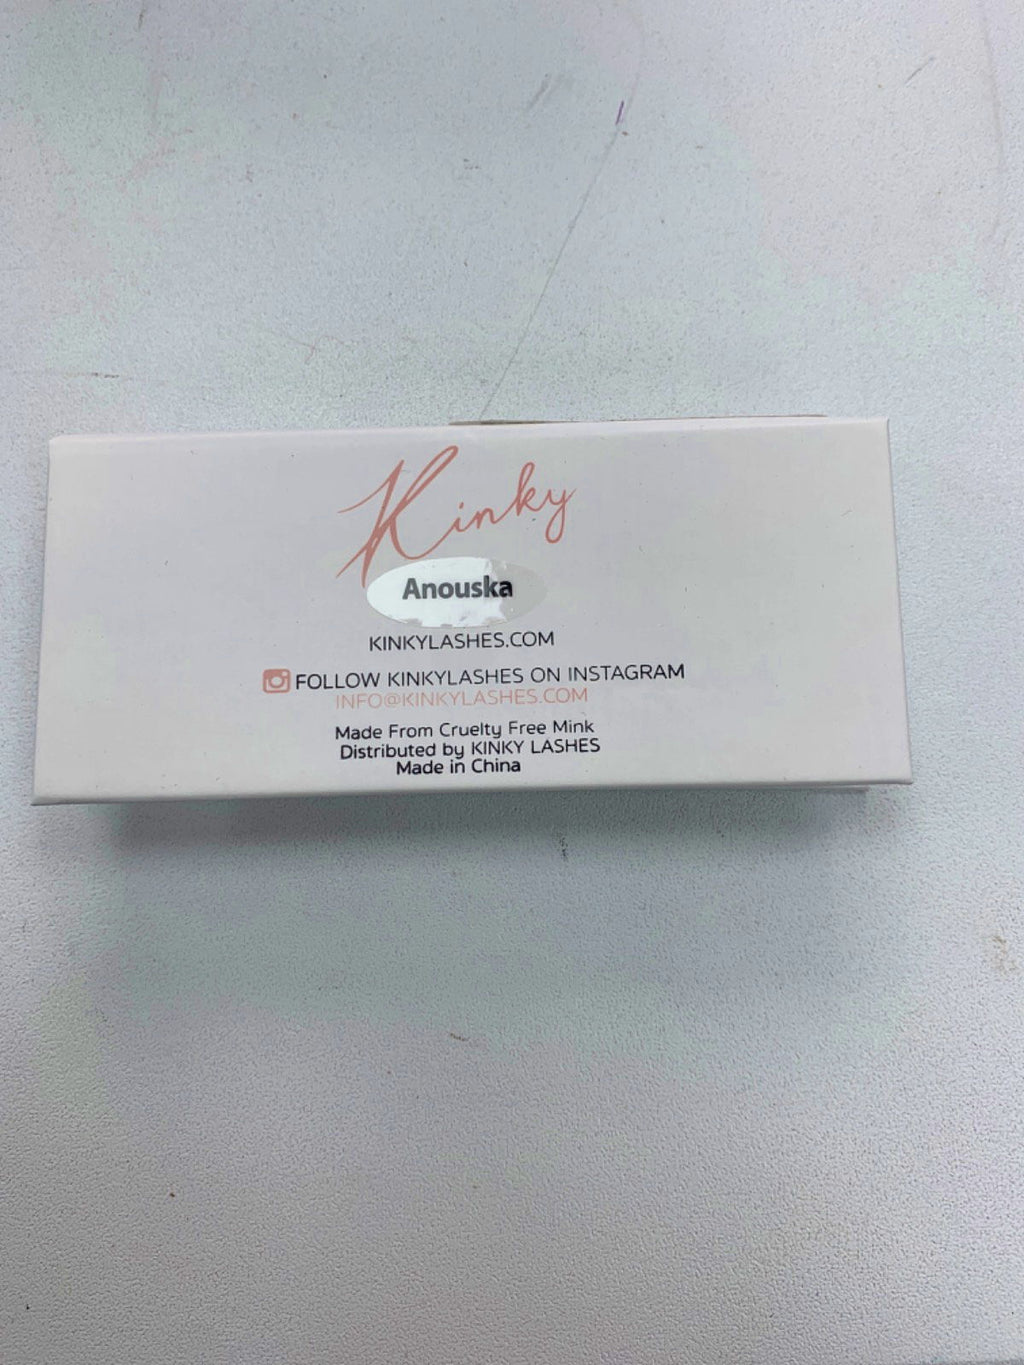 Kinky
Anouska
KINKYLASHES.COM
FOLLOW KINKYLASHES ON INSTAGRAM
INFO@KINKYLASHES.COM
Made From Cruelty Free Mink
Distributed by KINKY LASHES
Made in China